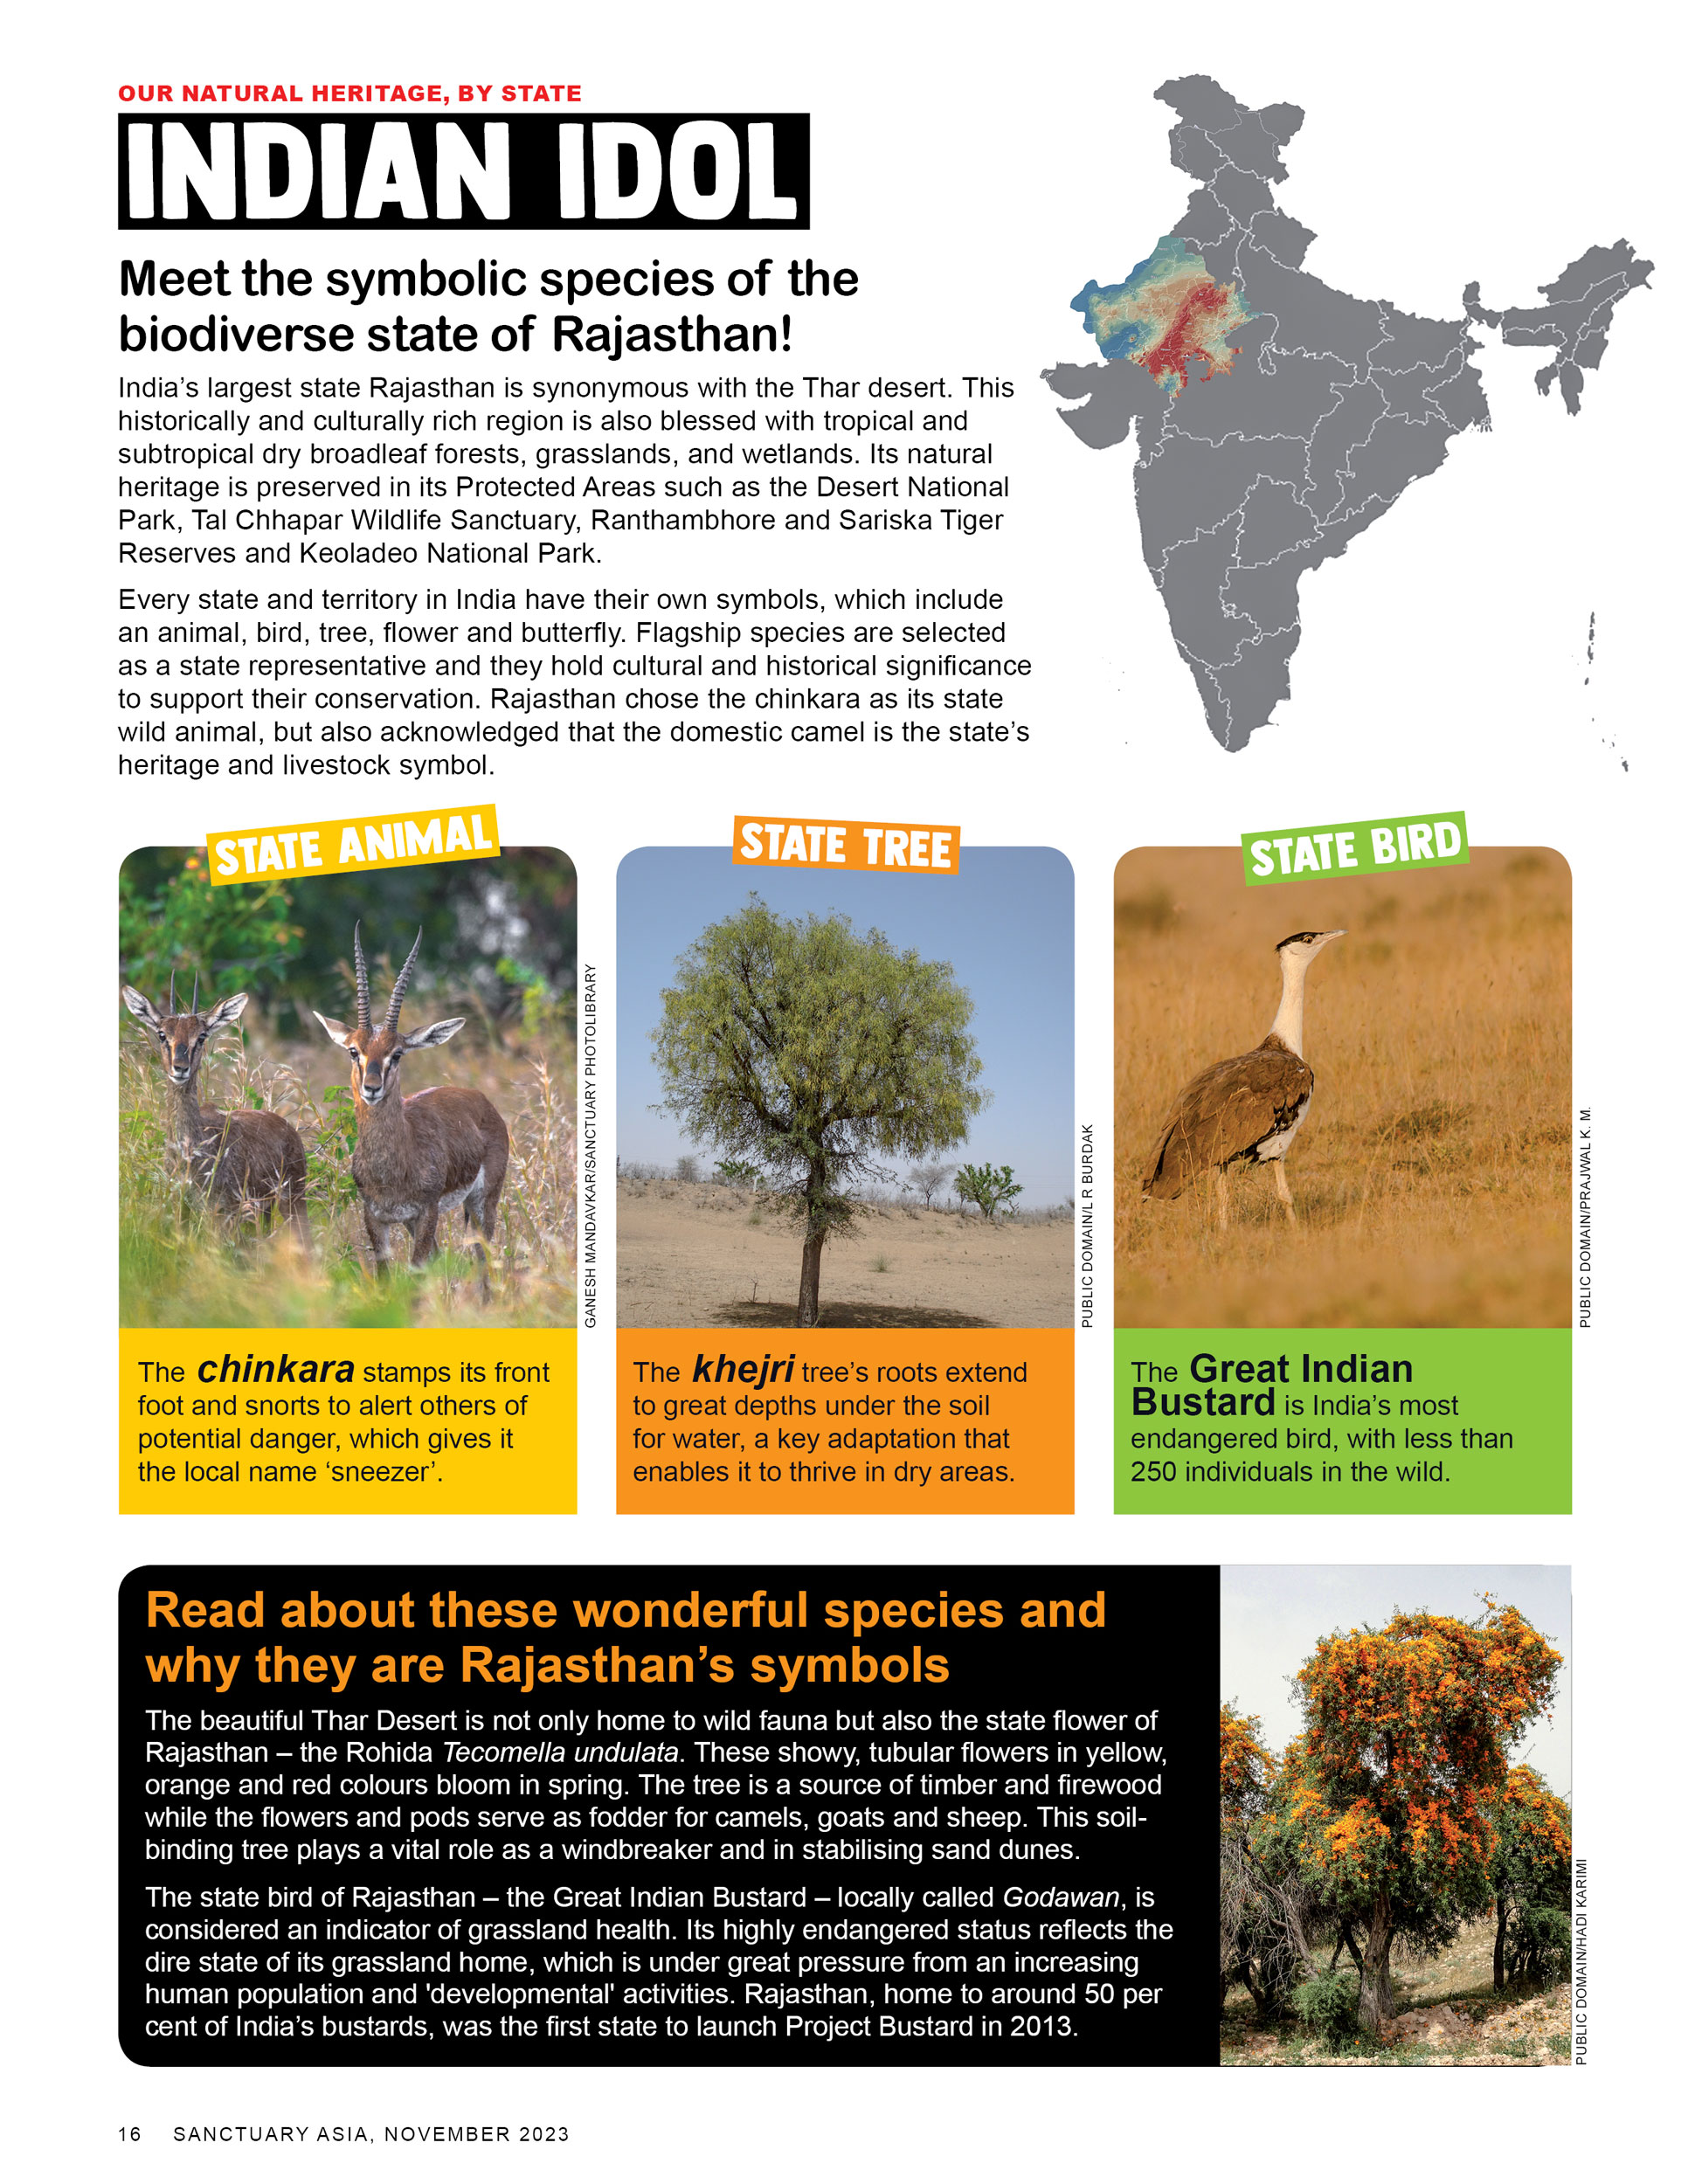 OUR NATURAL HERITAGE, BY STATE
INDIAN IDOL
Meet the symbolic species of the
biodiverse state of Rajasthan!
India’s largest state Rajasthan is synonymous with the Thar desert. This
historically and culturally rich region is also blessed with tropical and
subtropical dry broadleaf forests, grasslands, and wetlands. Its natural
heritage is preserved in its Protected Areas such as the Desert National
Park, Tal Chhapar Wildlife Sanctuary, Ranthambhore and Sariska Tiger
Reserves and Keoladeo National Park.
Every state and territory in India have their own symbols, which include
an animal, bird, tree, flower and butterfly. Flagship species are selected
as a state representative and they hold cultural and historical significance
to support their conservation. Rajasthan chose the chinkara as its state
wild animal, but also acknowledged that the domestic camel is the state’s
heritage and livestock symbol.
STATE ANIMAL
GANESH MANDAVKAR/SANCTUARY PHOTOLIBRARY
The chinkara stamps its front
foot and snorts to alert others of
potential danger, which gives it
the local name ‘sneezer’.
STATE TREE
PUBLIC DOMAIN/L R BURDAK
The khejri tree’s roots extend
to great depths under the soil
for water, a key adaptation that
enables it to thrive in dry areas.
STATE BIRD
PUBLIC DOMAIN/PRAJWAL K. M.
The Great Indian
Bustard is India’s most
endangered bird, with less than
250 individuals in the wild.
Read about these wonderful species and
why they are Rajasthan’s symbols
The beautiful Thar Desert is not only home to wild fauna but also the state flower of
Rajasthan – the Rohida Tecomella undulata. These showy, tubular flowers in yellow,
orange and red colours bloom in spring. The tree is a source of timber and firewood
while the flowers and pods serve as fodder for camels, goats and sheep. This soil-
binding tree plays a vital role as a windbreaker and in stabilising sand dunes.
The state bird of Rajasthan – the Great Indian Bustard – locally called Godawan, is
considered an indicator of grassland health. Its highly endangered status reflects the
dire state of its grassland home, which is under great pressure from an increasing
human population and 'developmental' activities. Rajasthan, home to around 50 per
cent of India’s bustards, was the first state to launch Project Bustard in 2013.
PUBLIC DOMAIN/HADI KARIMI
16 SANCTUARY ASIA, NOVEMBER 2023